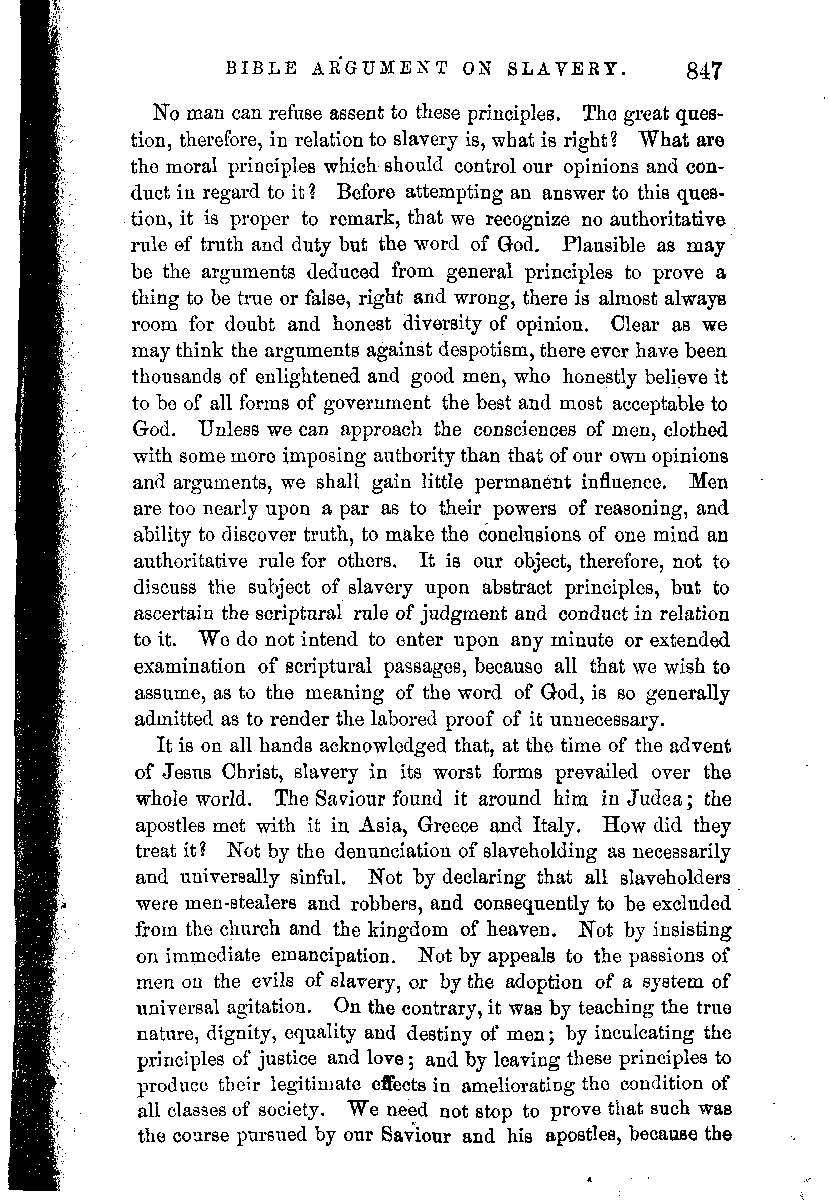 BIBLE ARGUMENT ON SLAVERY. 847
No man can refuse assent to these principles. The great ques-
tion, therefore, in relation to slavery is, what is right? What are
the moral principles which should control our opinions and con-
duct in regard to it? Before attempting an answer to this ques-
tion, it is proper to remark, that we recognize no authoritative
rule of truth and duty but the word of God. Plausible as may
be the arguments deduced from general principles to prove a
thing to be true or false, right and wrong, there is almost always
room for doubt and honest diversity of opinion. Clear as we
may think the arguments against despotism, there ever have been
thousands of enlightened and good men, who honestly believe it
to be of all forms of government the best and most acceptable to
God. Unless we can approach the consciences of men, clothed
with some more imposing authority than that of our own opinions
and arguments, we shall gain little permanent influence. Men
are too nearly upon a par as to their powers of reasoning, and
ability to discover truth, to make the conclusions of one mind an
authoritative rule for others. It is our object, therefore, not to
discuss the subject of slavery upon abstract principles, but to
ascertain the scriptural rule of judgment and conduct in relation
to it. We do not intend to enter upon any minute or extended
examination of scriptural passages, because all that we wish to
assume, as to the meaning of the word of God, is so generally
admitted as to render the labored proof of it unnecessary.
It is on all hands acknowledged that, at the time of the advent
of Jesus Christ, slavery in its worst forms prevailed over the
whole world. The Saviour found it around him in Judea; the
apostles met with it in Asia, Greece and Italy. How did they
treat it? Not by the denunciation of slaveholding as necessarily
and universally sinful. Not by declaring that all slaveholders
were men-stealers and robbers, and consequently to be excluded
from the church and the kingdom of heaven. Not by insisting
on immediate emancipation. Not by appeals to the passions of
men on the evils of slavery, or by the adoption of a system of
universal agitation. On the contrary, it was by teaching the true
nature, dignity, equality and destiny of men; by inculcating the
principles of justice and love; and by leaving these principles to
produce their legitimate effects in ameliorating the condition of
all classes of society. We need not stop to prove that such was
the course pursued by our Saviour and his apostles, because the